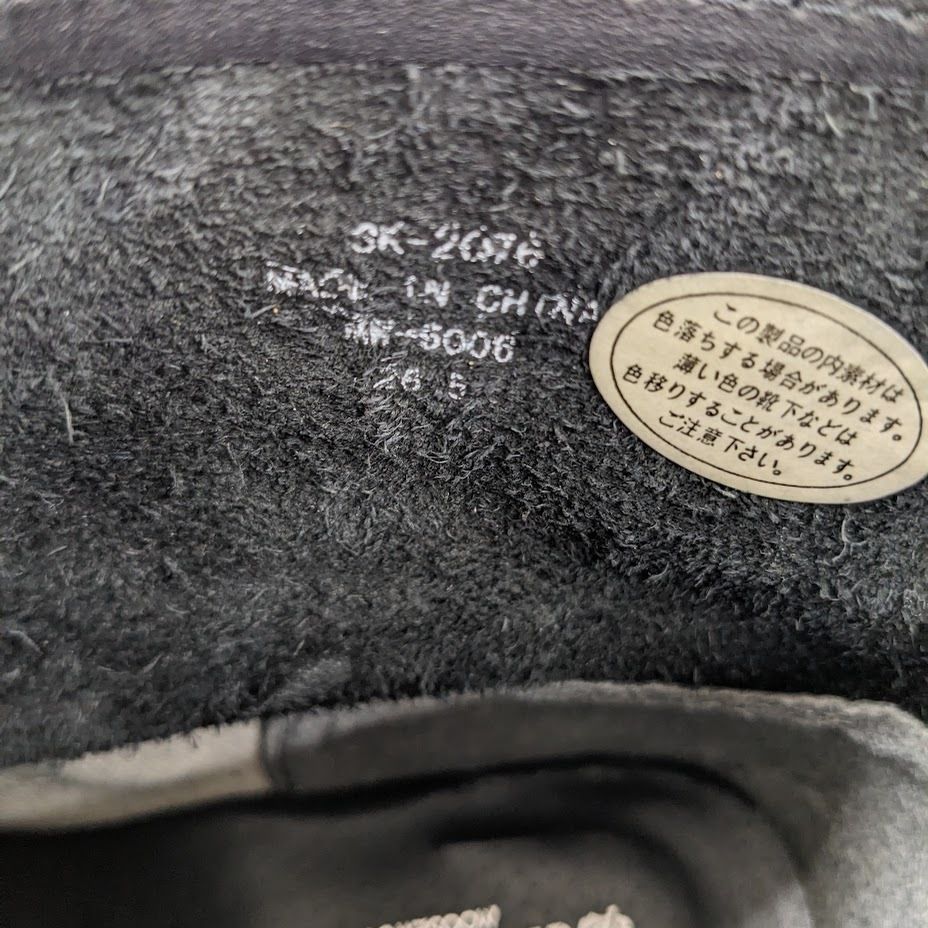 SK-2076
MADE IN CHINA
MW-5006
26 5
この製品の内素材は
色落ちする場合があります。
薄い色の靴下などは
色移りすることがあります。
ご注意下さい。